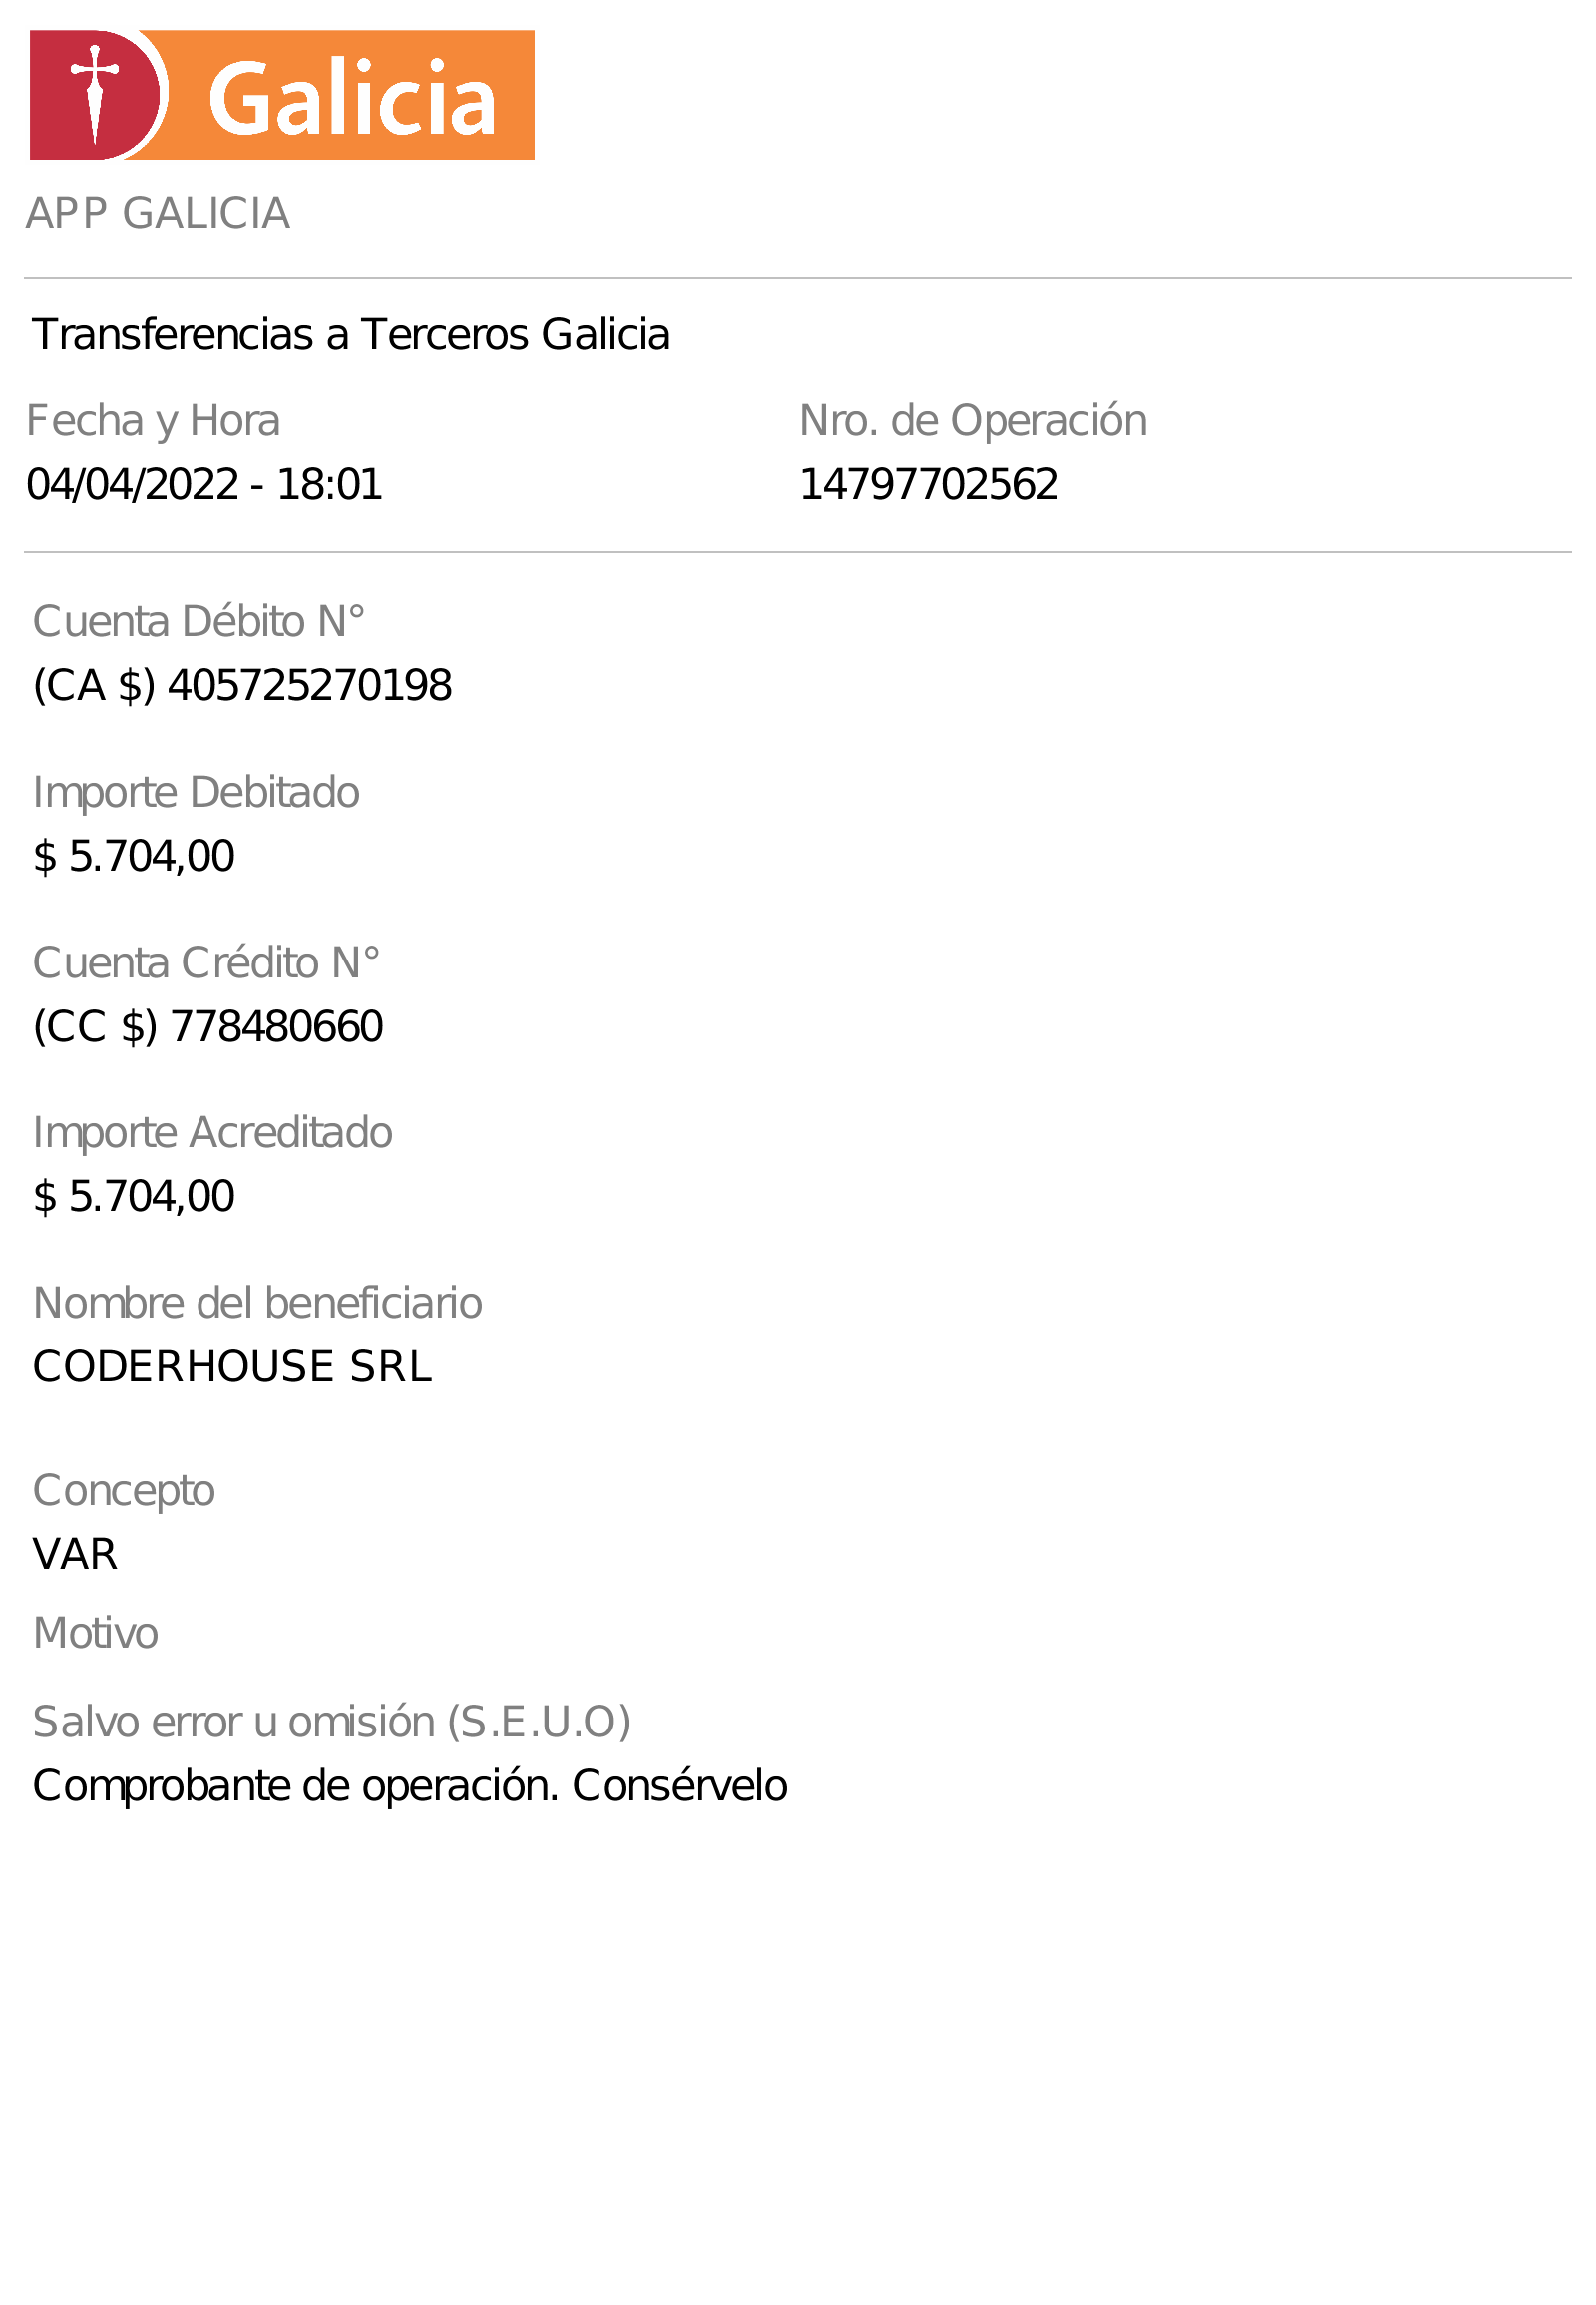 Galicia
APP GALICIA
Transferencias a Terceros Galicia
Fecha y Hora
Nro. de Operación
04/04/2022 - 18:01
14797702562
Cuenta Débito N°
(CA $) 405725270198
Importe Debitado
$ 5.704,00
Cuenta Crédito N°
(CC $) 778480660
Importe Acreditado
$ 5.704,00
Nombre del beneficiario
CODERHOUSE SRL
Concepto
VAR
Motivo
Salvo error u omisión (S.E.U.O)
Comprobante de operación. Consérvelo